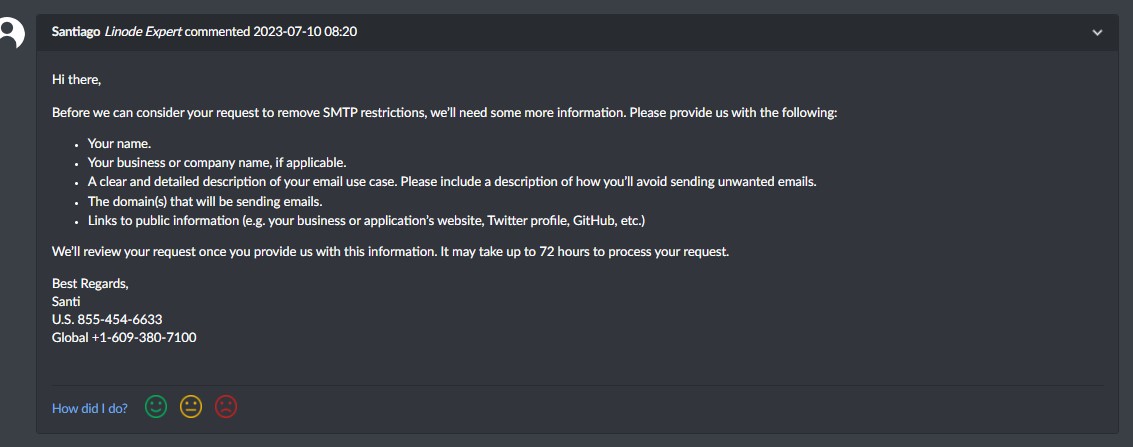 Santiago Linode Expert commented 2023-07-10 08:20
Hi there,
Before we can consider your request to remove SMTP restrictions, we'll need some more information. Please provide us with the following:
• Your name.
• Your business or company name, if applicable.
• A clear and detailed description of your email use case. Please include a description of how you'll avoid sending unwanted emails.
• The domain(s) that will be sending emails.
• Links to public information (e.g. your business or application's website, Twitter profile, GitHub, etc.)
We'll review your request once you provide us with this information. It may take up to 72 hours to process your request.
Best Regards,
Santi
U.S. 855-454-6633
Global +1-609-380-7100
How did I do?